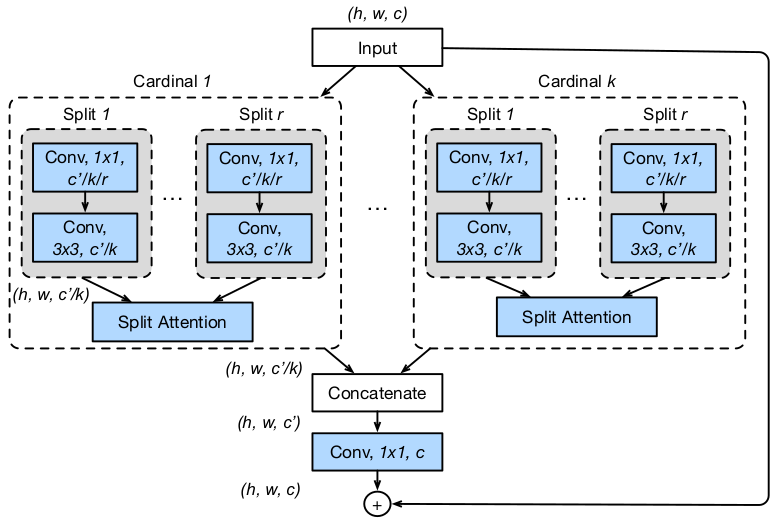 (h, w, c)
Input
Cardinal 1
Cardinal k
Split 1
Split r
Split 1
Split r
Conv, 1x1,
c'/k/r
Conv, 1x1,
c'/k/r
Conv, 1x1,
c'/k/r
Conv, 1x1,
c'/k/r
...
...
...
Conv,
3x3, c'/k
Conv,
3x3, c'/k
Conv,
3x3, c'/k
Conv,
3x3, c'/k
(h, w, c'/k)
Split Attention
Split Attention
(h, w, c'/k)
Concatenate
(h, w, c')
Conv, 1x1, c
(h, w, c)
+